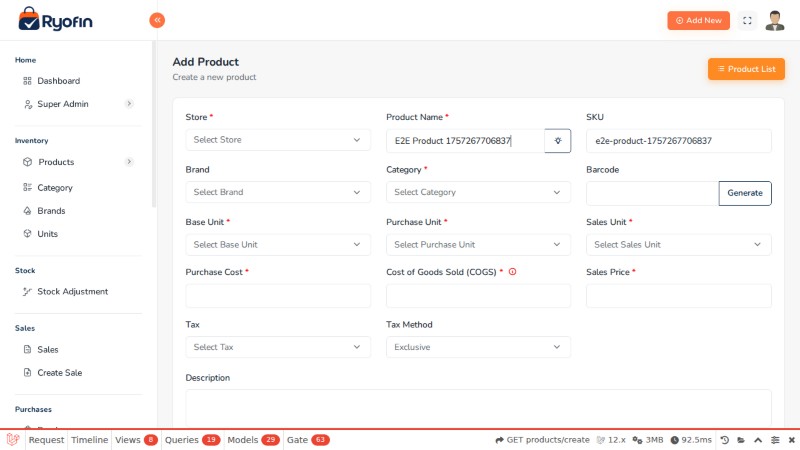 Ryofin
Add New
Home
Dashboard
Super Admin
Inventory
Products
Category
Brands
Units
Stock
Stock Adjustment
Sales
Sales
Create Sale
Purchases
Add Product
Create a new product
Product List
Store * Product Name * SKU
Select Store E2E Product 1757267706837 e2e-product-1757267706837
Brand Category * Barcode
Select Brand Select Category Generate
Base Unit * Purchase Unit * Sales Unit *
Select Base Unit Select Purchase Unit Select Sales Unit
Purchase Cost * Cost of Goods Sold (COGS) * Sales Price *
Tax Tax Method
Select Tax Exclusive
Description
Request Timeline Views 8 Queries 19 Models 29 Gate 63 GET products/create 12.x 3MB 92.5ms